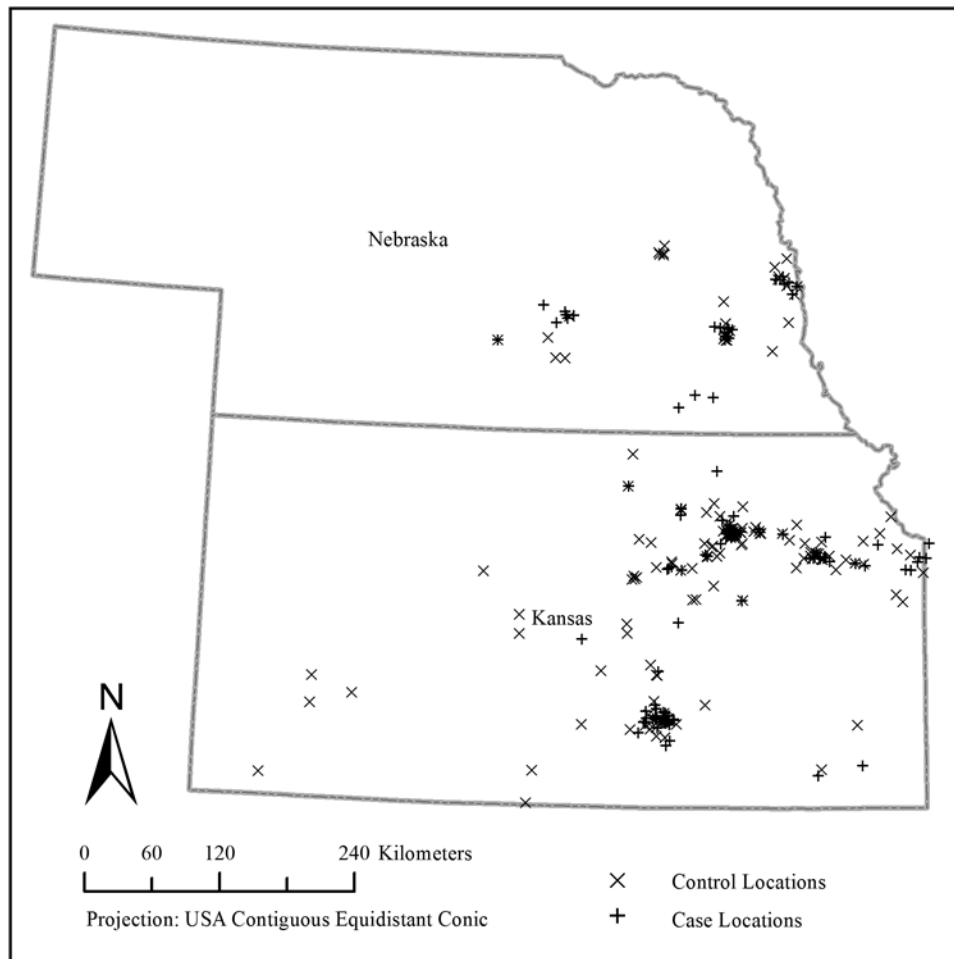 Nebraska
Kansas
N
0 60 120 240 Kilometers
Projection: USA Contiguous Equidistant Conic
Control Locations
Case Locations